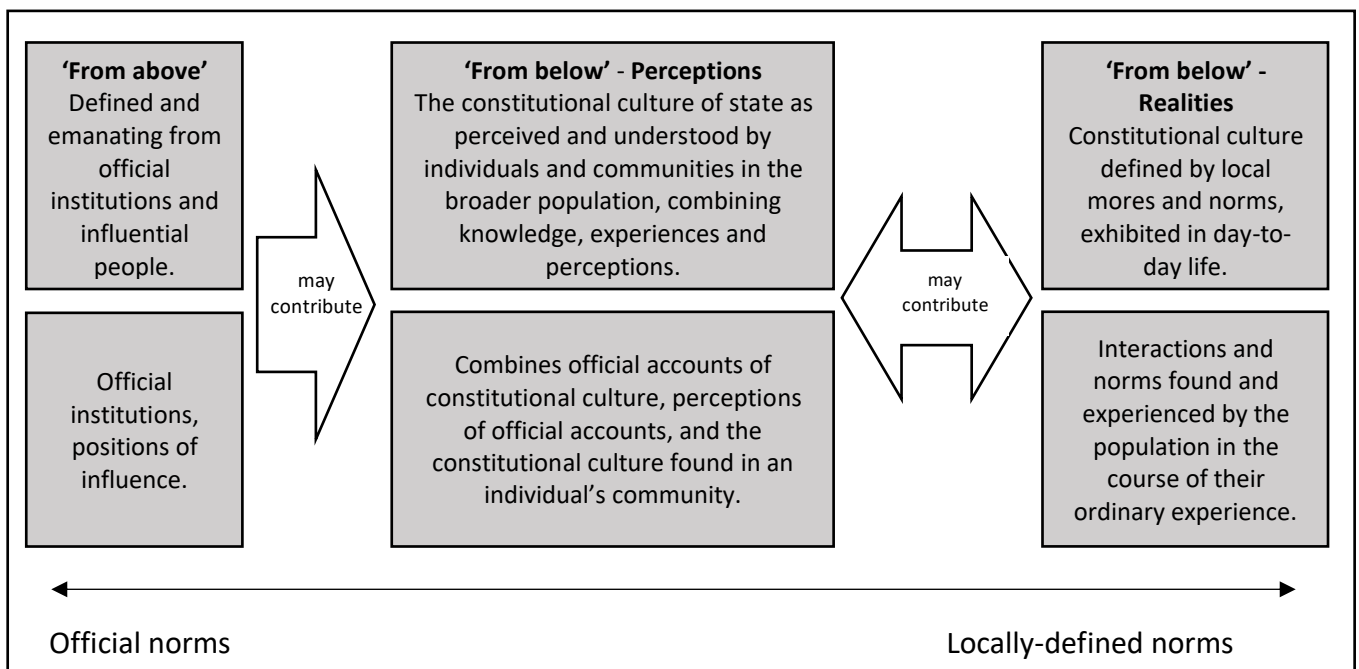 ‘From above’
Defined and
emanating from
official
institutions and
influential
people.
‘From below’ - Perceptions
The constitutional culture of state as
perceived and understood by
individuals and communities in the
broader population, combining
knowledge, experiences and
perceptions.
‘From below’ -
Realities
Constitutional culture
defined by local
mores and norms,
exhibited in day-to-
day life.
may
contribute
may
contribute
Official
institutions,
positions of
influence.
Combines official accounts of
constitutional culture, perceptions
of official accounts, and the
constitutional culture found in an
individual’s community.
Interactions and
norms found and
experienced by the
population in the
course of their
ordinary experience.
Official norms
Locally-defined norms